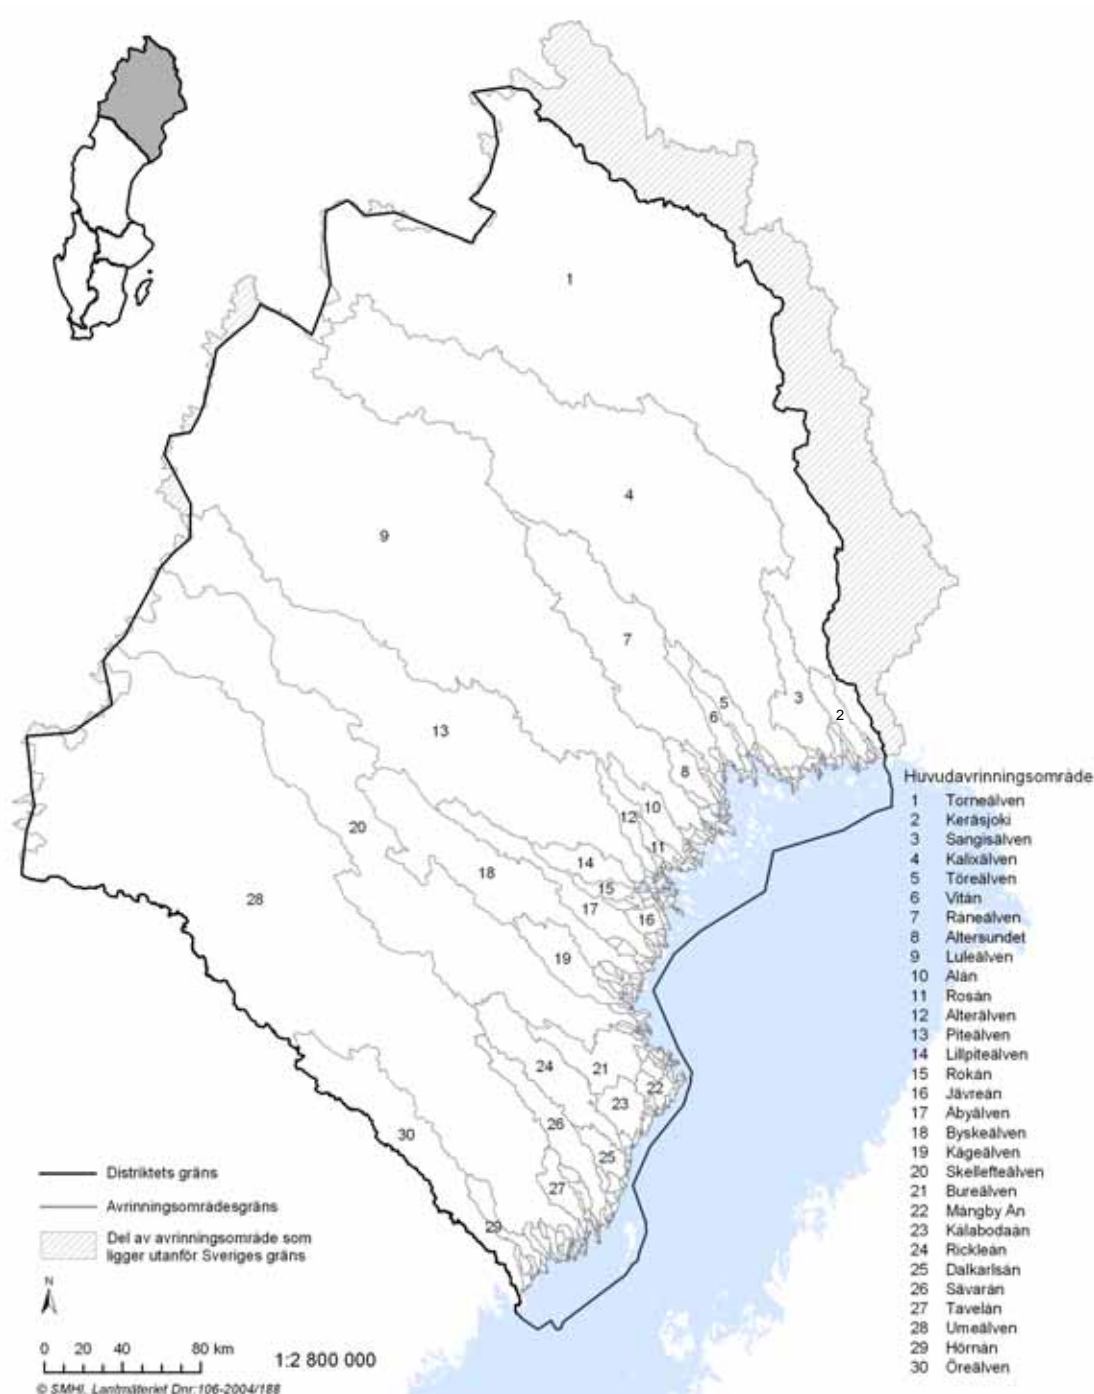 1
4
9
7
3
5
6
2
13
8
10
12
11
20
14
18
15
17
16
28
19
24
21
22
23
26
30
25
27
29
Huvudavrinningsområde
1 Torneälven
2 Keräsjoki
3 Sangisälven
4 Kalixälven
5 Töreälven
6 Vitån
7 Råneälven
8 Altersundet
9 Luleälven
10 Alån
11 Rosån
12 Alterälven
13 Piteälven
14 Lillpiteälven
15 Rokån
16 Jävreån
17 Åbyälven
18 Byskeälven
19 Kågeälven
20 Skellefteälven
21 Bureälven
22 Mångby Ån
23 Kålabodaån
24 Rickleån
25 Dalkarlsån
26 Sävarån
27 Tavelån
28 Umeälven
29 Hörnån
30 Öreälven
Distriktets gräns
Avrinningsområdesgräns
Del av avrinningsområde som
ligger utanför Sveriges gräns
N
0 20 40 80 km
1:2 800 000
© SMHI, Lantmäteriet Dnr:106-2004/188